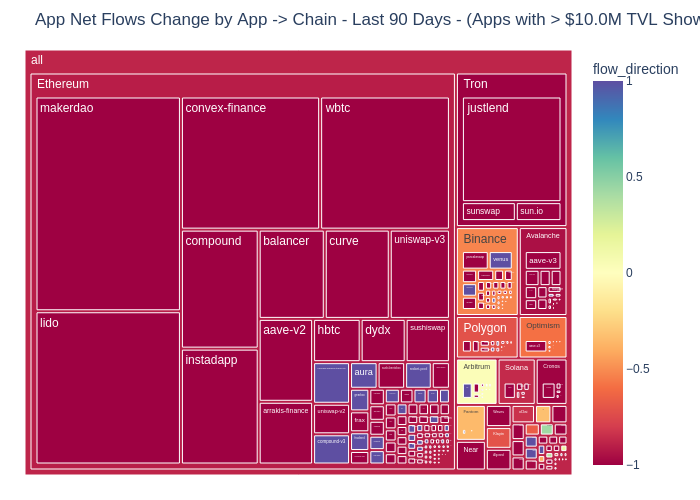 App Net Flows Change by App -> Chain - Last 90 Days - (Apps with > $10.0M TVL Show
all
Ethereum
makerdao
convex-finance
wbtc
lido
compound
balancer
curve
uniswap-v3
instadapp
aave-v2
hbtc
dydx
sushiswap
arrakis-finance
aura
uniswap-v2
frax
compound-v3
Tron
justlend
sunswap
sun.io
Binance
venus
Avalanche
aave-v3
Polygon
Optimism
Arbitrum
Solana
Cronos
Near
flow_direction
1
0.5
0
−0.5
−1